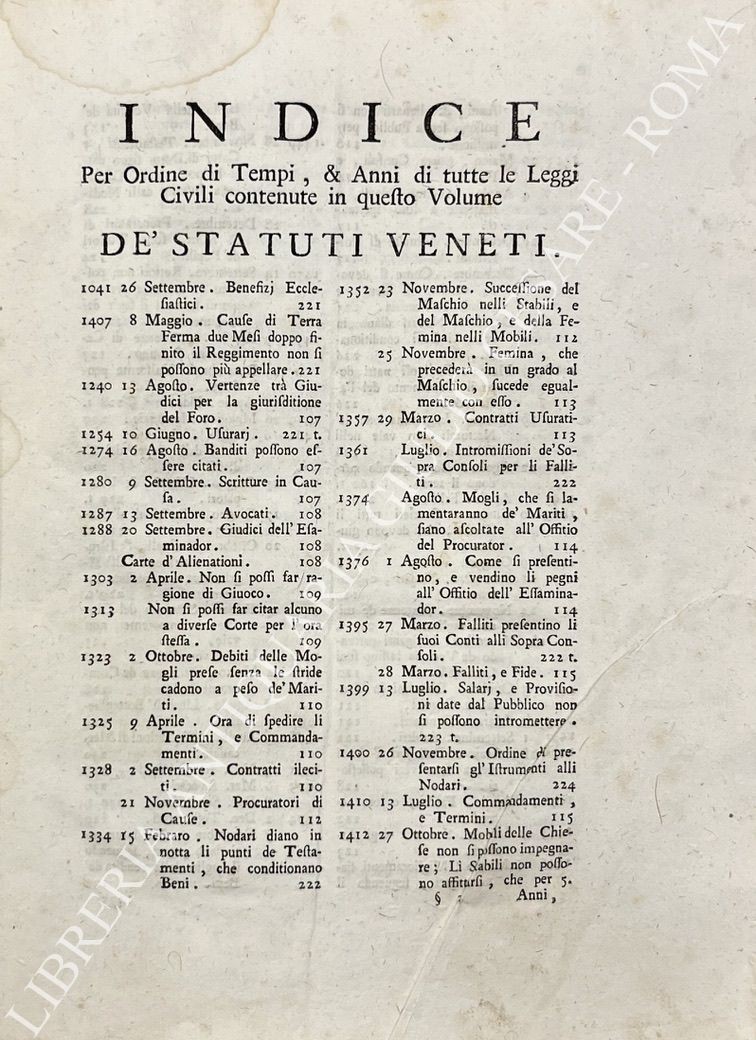 INDICE
Per Ordine di Tempi, & Anni di tutte le Leggi
Civili contenute in queſto Volume
DE' STATUTI VENETI.
1041 26 Settembre. Benefizj Eccle-
ſiaſtici. 221
1407 8 Maggio. Cauſe di Terra
Ferma due Meſi doppo fi-
nito il Reggimento non ſi
poſſono più appellare. 221
1240 13 Agoſto. Vertenze trà Giu-
dici per la giuriſditione
del Foro. 107
1254 10 Giugno. Uſurarj. 221 t.
1274 16 Agoſto. Banditi poſſono eſ-
ſere citati. 107
1280 9 Settembre. Scritture in Cau-
ſa. 107
1287 13 Settembre. Avocati. 108
1288 20 Settembre. Giudici dell' Eſa-
minador. 108
Carte d'Alienationi. 108
1303 2 Aprile. Non ſi poſſi far ra-
gione di Giuoco. 109
1313 Non ſi poſſi far citar alcuno
a diverſe Corte per l' ora
ſteſſa. 109
1323 2 Ottobre. Debiti delle Mo-
gli preſe ſenza le ſtride
cadono a peſo de' Mari-
ti. 110
1325 9 Aprile. Ora di ſpedire li
Termini, e Commanda-
menti. 110
1328 2 Settembre. Contratti ileci-
ti. 110
21 Novembre. Procuratori di
Cauſe. 112
1334 15 Febraro. Nodari diano in
notta li punti de Teſta-
menti, che conditionano
Beni. 222
1352 23 Novembre. Succeſſione del
Maſchio nelli Stabili, e
del Maſchio, e della Fe-
mina nelli Mobili. 112
25 Novembre. Femina, che
precederà in un grado al
Maſchio, ſucede egual-
mente con eſſo. 113
1357 29 Marzo. Contratti Uſurati-
ci. 113
1361 Luglio. Intromiſſioni de' So-
pra Conſoli per li Falli-
ti. 222
1374 Agoſto. Mogli, che ſi la-
mentaranno de' Mariti,
ſiano aſcoltate all' Offitio
del Procurator. 114
1376 1 Agoſto. Come ſi preſenti-
no, e vendino li pegni
all' Offitio dell' Eſſamina-
dor. 114
1395 27 Marzo. Falliti preſentino li
ſuoi Conti alli Sopra Con-
ſoli. 222 t.
28 Marzo. Falliti, e Fide. 115
1399 13 Luglio. Salarj, e Proviſio-
ni date dal Pubblico non
ſi poſſono intromettere.
223 t.
1400 26 Novembre. Ordine di pre-
ſentarſi gl' Iſtrumenti alli
Nodari. 224
1410 13 Luglio. Commandamenti,
e Termini. 115
1412 27 Ottobre. Mobli delle Chie-
ſe non ſi poſſono impegna-
re; Li Sabili non poſſo-
no affittarſi, che per 5.
§ Anni,
LIBRERIA ANTIQUARIA GIULIO CESARE - ROMA